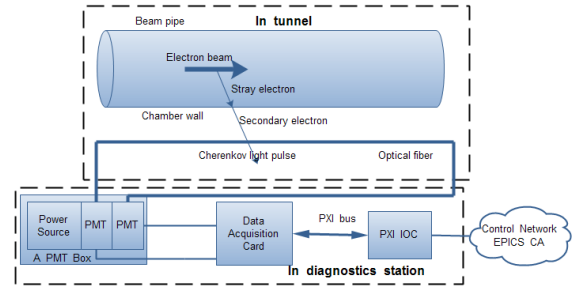 Beam pipe
In tunnel
Electron beam
Stray electron
Chamber wall
Secondary electron
Cherenkov light pulse
Optical fiber
Power
Source
PMT
PMT
A PMT Box
Data
Acquisition
Card
PXI bus
PXI IOC
Control Network
EPICS CA
In diagnostics station